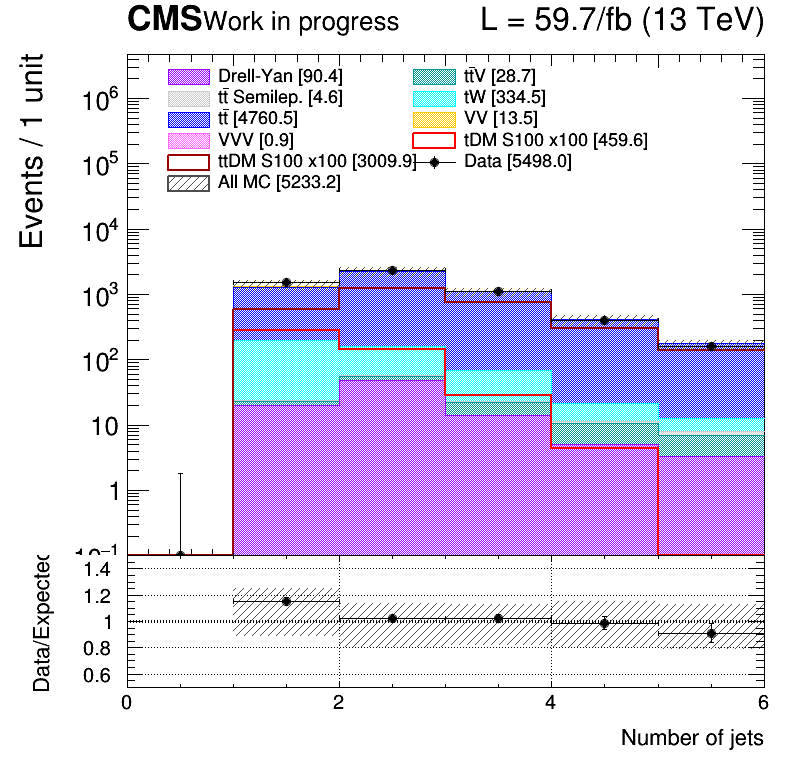 CMS Work in progress L = 59.7/fb (13 TeV)
Events / 1 unit
Drell-Yan [90.4] tt̄V [28.7]
tt̄ Semilep. [4.6] tW [334.5]
tt̄ [4760.5] VV [13.5]
VVV [0.9] tDM S100 x100 [459.6]
ttDM S100 x100 [3009.9] Data [5498.0]
All MC [5233.2]
10⁶
10⁵
10⁴
10³
10²
10
1
10⁻¹
Data/Expected
1.4
1.2
1
0.8
0.6
0 2 4 6
Number of jets